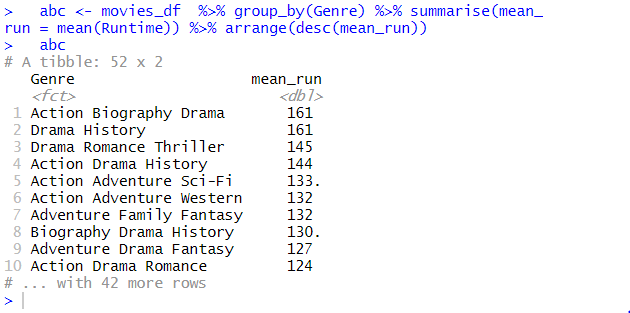 >   abc <- movies_df  %>% group_by(Genre) %>% summarise(mean_
run = mean(Runtime)) %>% arrange(desc(mean_run))
>   abc
# A tibble: 52 x 2
   Genre                    mean_run
   <fct>                       <dbl>
 1 Action Biography Drama       161
 2 Drama History                161
 3 Drama Romance Thriller       145
 4 Action Drama History         144
 5 Action Adventure Sci-Fi      133.
 6 Action Adventure Western     132
 7 Adventure Family Fantasy     132
 8 Biography Drama History      130.
 9 Adventure Drama Fantasy      127
10 Action Drama Romance         124
# ... with 42 more rows
>